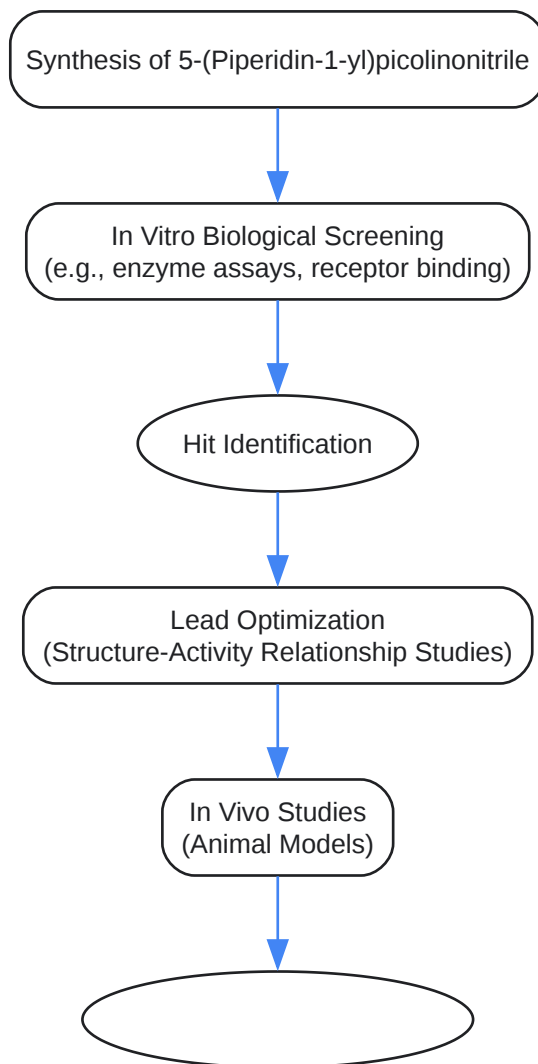 Synthesis of 5-(Piperidin-1-yl)picolinonitrile
In Vitro Biological Screening
(e.g., enzyme assays, receptor binding)
Hit Identification
Lead Optimization
(Structure-Activity Relationship Studies)
In Vivo Studies
(Animal Models)